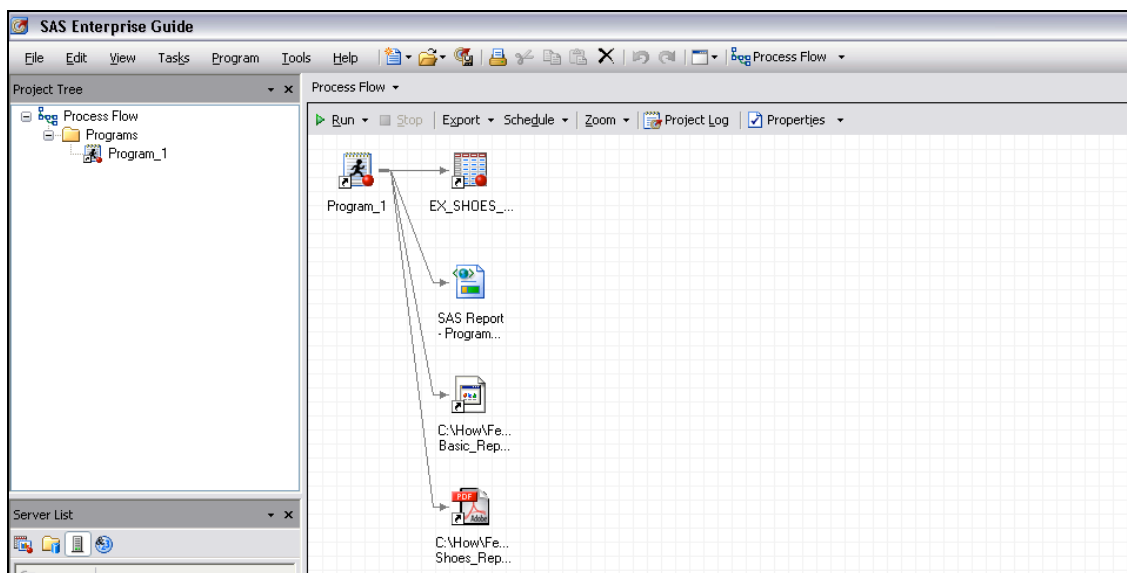 SAS Enterprise Guide
File Edit View Tasks Program Tools Help Process Flow
Project Tree
Process Flow
Process Flow
Programs
Program_1
Run Stop Export Schedule Zoom Project Log Properties
Program_1
EX_SHOES_...
SAS Report
- Program...
C:\How\Fe...
Basic_Rep...
PDF
Adobe
C:\How\Fe...
Shoes_Rep...
Server List